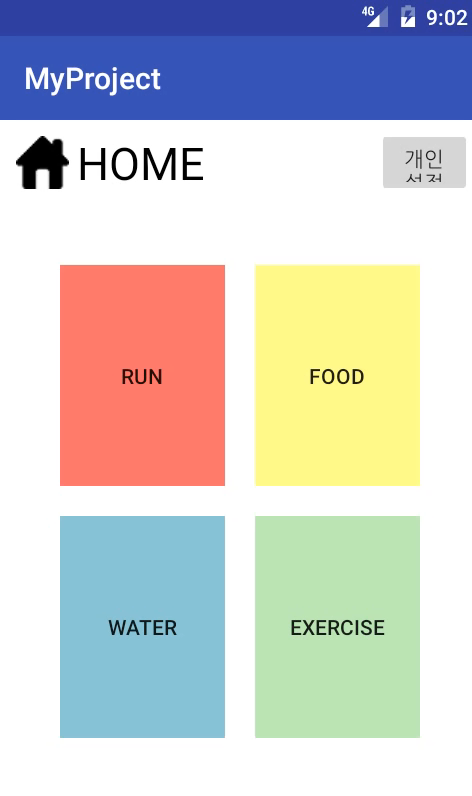 4G 9:02
MyProject
HOME
개인
RUN
FOOD
WATER
EXERCISE